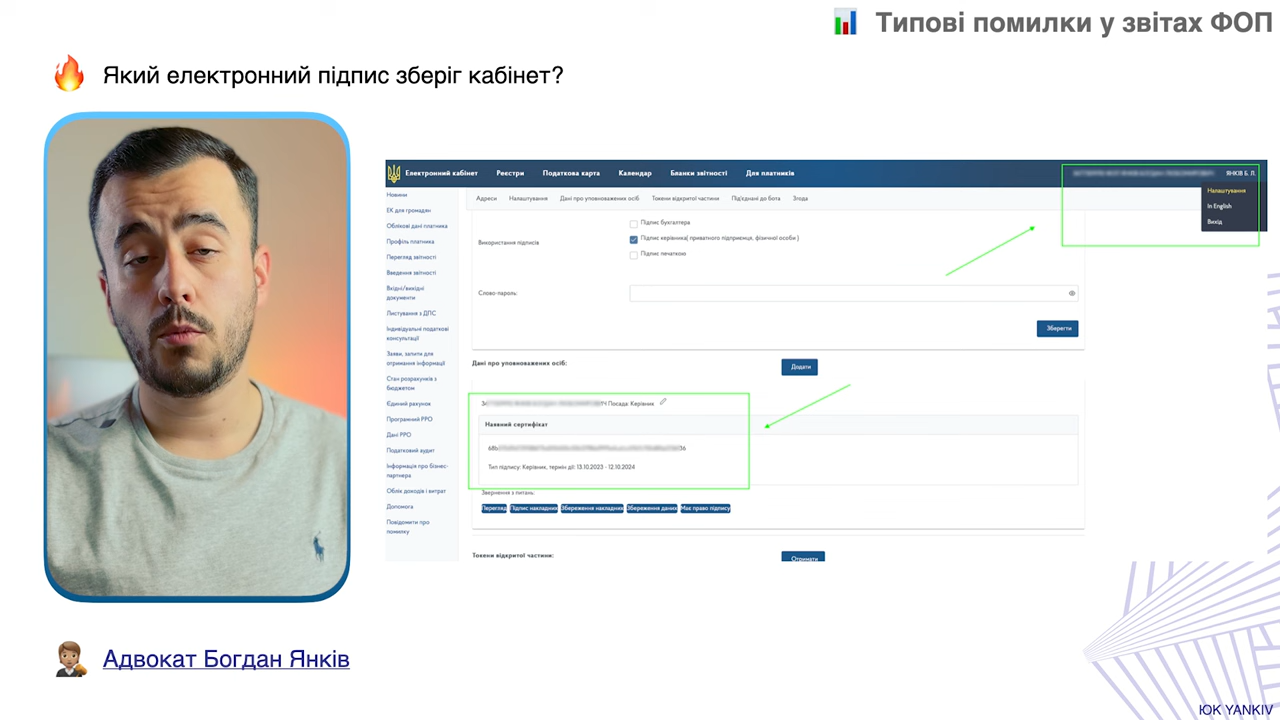 Типові помилки у звітах ФОП
Який електронний підпис зберіг кабінет?
Електронний кабінет Реєстри Податкова карта Календар Бланки звітності Для платників
ЯНКІВ Б. Л.
Налаштування
In English
Вихід
Новини
ЕК для громадян
Облікові дані платника
Профіль платника
Перегляд звітності
Введення звітності
Вхідні/вихідні
документи
Листування з ДПС
Індивідуальні податкові
консультації
Заяви, запити для
отримання інформації
Стан розрахунків з
бюджетом
Єдиний рахунок
Програмний РРО
Дані РРО
Податковий аудит
Інформація про бізнес-
партнера
Облік доходів і витрат
Допомога
Повідомити про
помилку
Адреси Налаштування Дані про уповноважених осіб Токени відкритої частини Під'єднані до бота Згода
Використання підписів
Підпис бухгалтера
Підпис керівника( приватного підприємця, фізичної особи )
Підпис печаткою
Слово-пароль:
Зберегти
Дані про уповноважених осіб:
Додати
Посада: Керівник
Наявний сертифікат
Тип підпису: Керівник, термін дії: 13.10.2023 - 12.10.2024
Звернення з питань:
Перегляд Підпис накладних Збереження накладних Збереження даних Має право підпису
Токени відкритої частини:
Отримати
Адвокат Богдан Янків
ЮК YANKIV